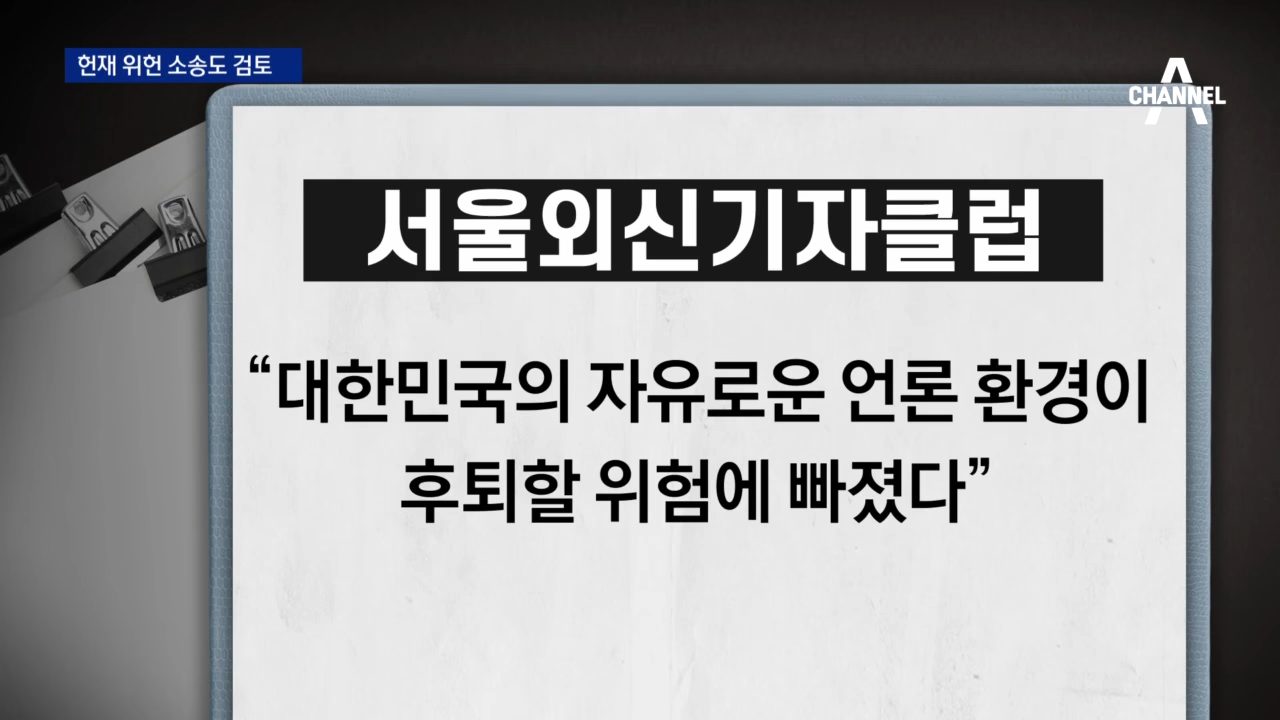 헌재 위헌 소송도 검토
CHANNEL A
서울외신기자클럽
“대한민국의 자유로운 언론 환경이
후퇴할 위험에 빠졌다”